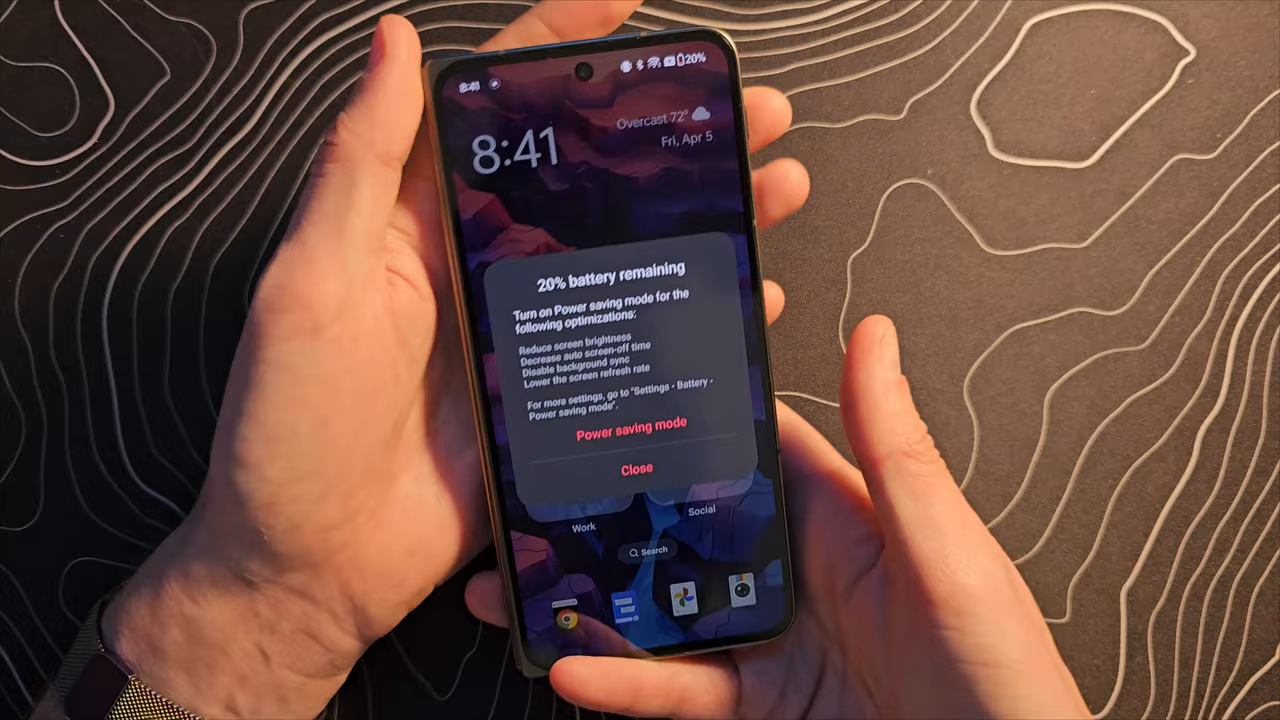 8:41
20%
8:41
Overcast 72°
Fri, Apr 5
20% battery remaining
Turn on Power saving mode for the
following optimizations:
Reduce screen brightness
Decrease auto screen-off time
Disable background sync
Lower the screen refresh rate
For more settings, go to "Settings - Battery -
Power saving mode".
Power saving mode
Close
Work
Social
Search